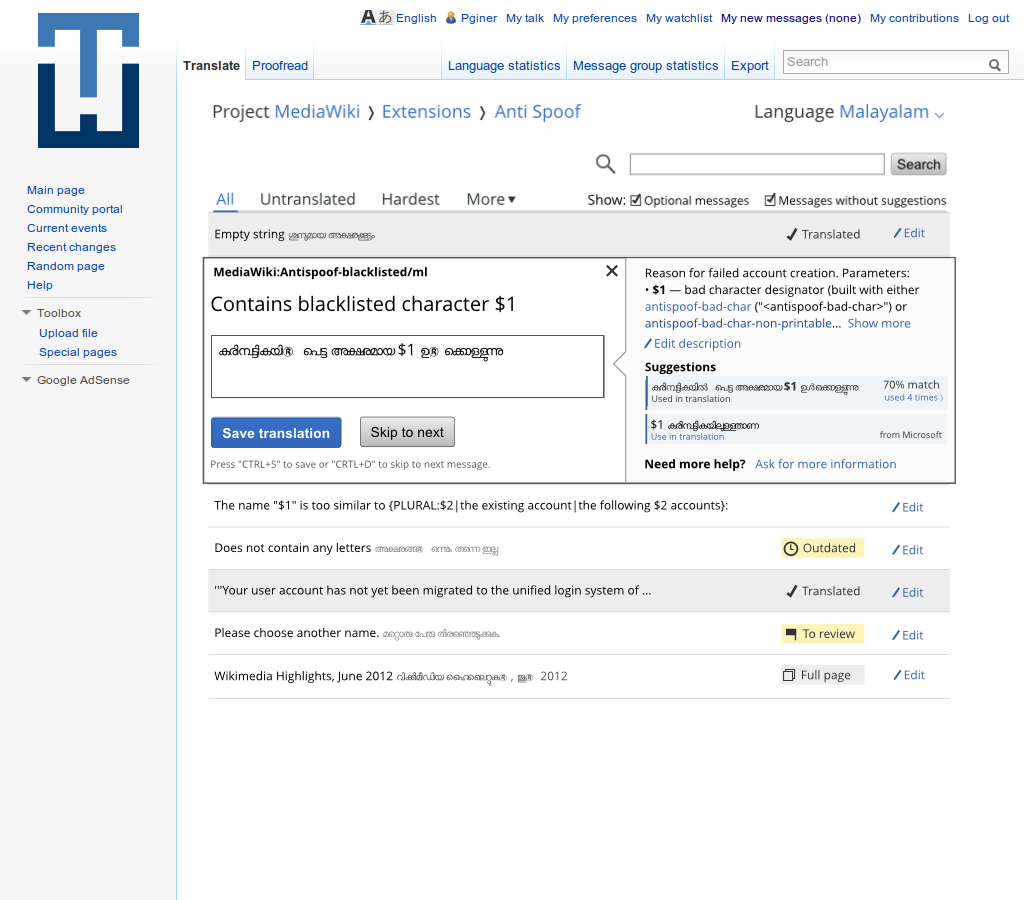 English Pginer My talk My preferences My watchlist My new messages (none) My contributions Log out
Translate Proofread Language statistics Message group statistics Export Search
Project MediaWiki ❭ Extensions ❭ Anti Spoof Language Malayalam
Search
Main page
Community portal
Current events
Recent changes
Random page
Help
Toolbox
Upload file
Special pages
Google AdSense
All Untranslated Hardest More ▾ Show: Optional messages Messages without suggestions
Empty string ശൂന്യമായ അക്ഷരക്കൂട്ടം Translated Edit
MediaWiki:Antispoof-blacklisted/ml
Contains blacklisted character $1
കരിമ്പട്ടികയി പെട്ട അക്ഷരമായ $1 ഉ ക്കൊള്ളുന്നു
Save translation Skip to next
Press "CTRL+S" to save or "CRTL+D" to skip to next message.
Reason for failed account creation. Parameters:
• $1 — bad character designator (built with either
antispoof-bad-char ("<antispoof-bad-char>") or
antispoof-bad-char-non-printable... Show more
Edit description
Suggestions
കരിമ്പട്ടികയിൽ പെട്ട അക്ഷരമായ $1 ഉൾക്കൊള്ളുന്നു 70% match
Used in translation used 4 times ⟩
$1 കരിമ്പട്ടികയിലുള്ളതാണ
Use in translation from Microsoft
Need more help? Ask for more information
The name "$1" is too similar to {PLURAL:$2|the existing account|the following $2 accounts}: Edit
Does not contain any letters അക്ഷരങ്ങ ഒന്നും തന്നെ ഇല്ല Outdated Edit
'''Your user account has not yet been migrated to the unified login system of ... Translated Edit
Please choose another name. മറ്റൊരു പേരു തിരഞ്ഞെടുക്കുക. To review Edit
Wikimedia Highlights, June 2012 വിക്കിമീഡിയ , 2012 Full page Edit